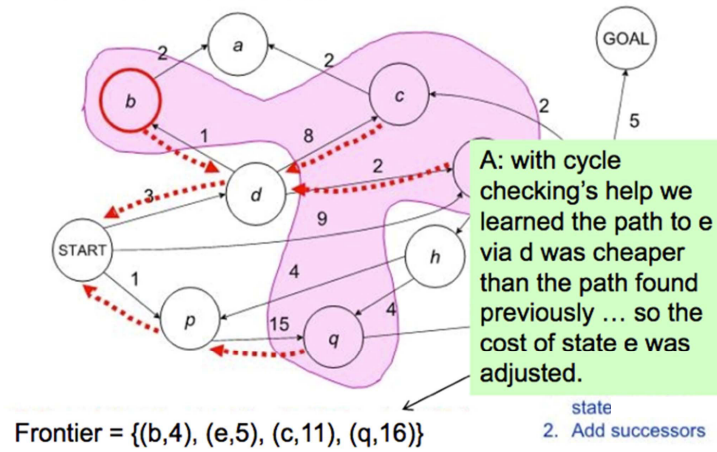 a
GOAL
2
2
c
b
2
5
1
8
2
3
d
9
START
h
1
4
4
p
15
q
A: with cycle
checking's help we
learned the path to e
via d was cheaper
than the path found
previously … so the
cost of state e was
adjusted.
state
2. Add successors
Frontier = {(b,4), (e,5), (c,11), (q,16)}